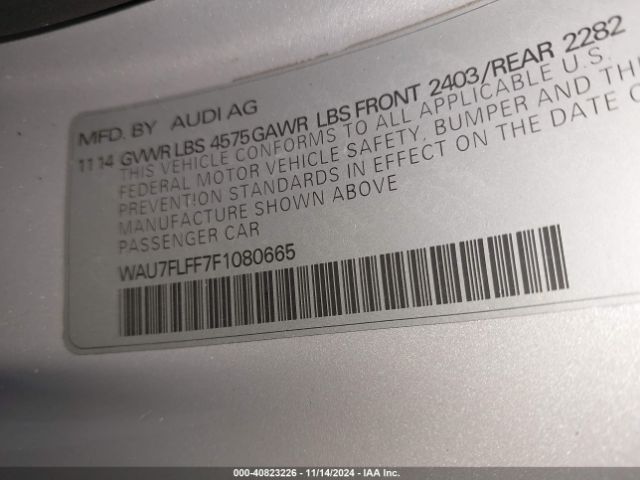 MFD. BY AUDI AG
11 14 GVWR LBS 4575 GAWR LBS FRONT 2403/REAR 2282
THIS VEHICLE CONFORMS TO ALL APPLICABLE U.S.
FEDERAL MOTOR VEHICLE SAFETY, BUMPER AND
PREVENTION STANDARDS IN EFFECT ON THE DATE
MANUFACTURE SHOWN ABOVE
PASSENGER CAR
WAU7FLFF7F1080665
000-40823226 - 11/14/2024 - IAA Inc.